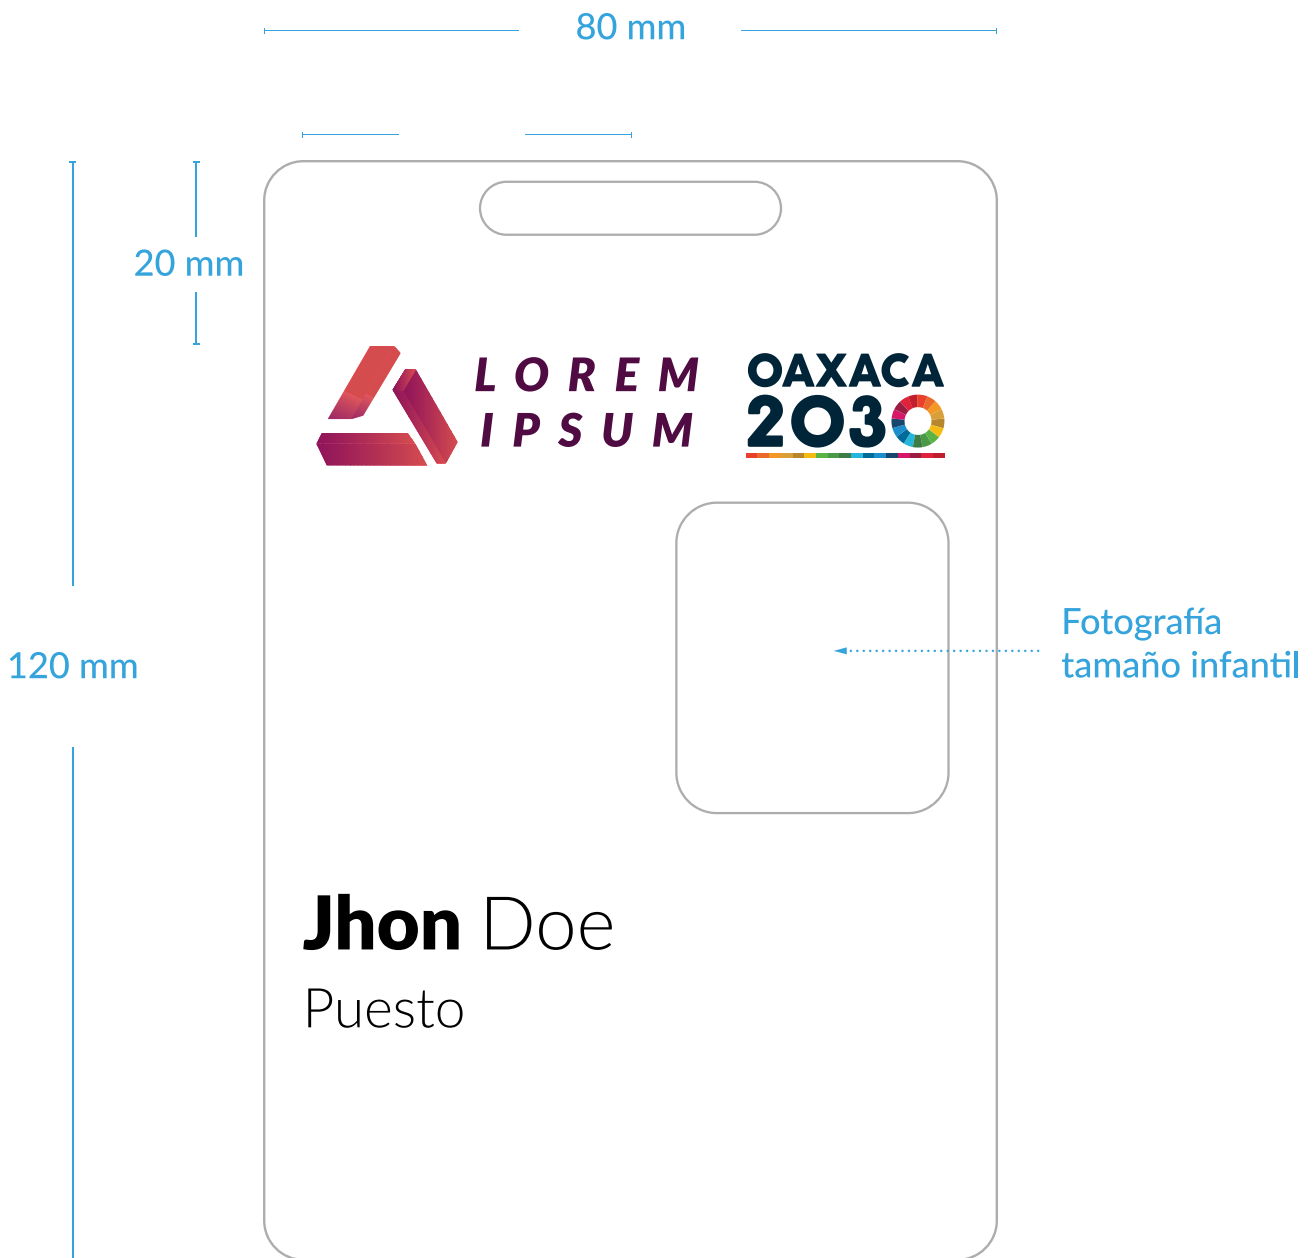 80 mm
20 mm
LOREM
IPSUM
OAXACA
2030
Fotografía
tamaño infantil
120 mm
Jhon Doe
Puesto